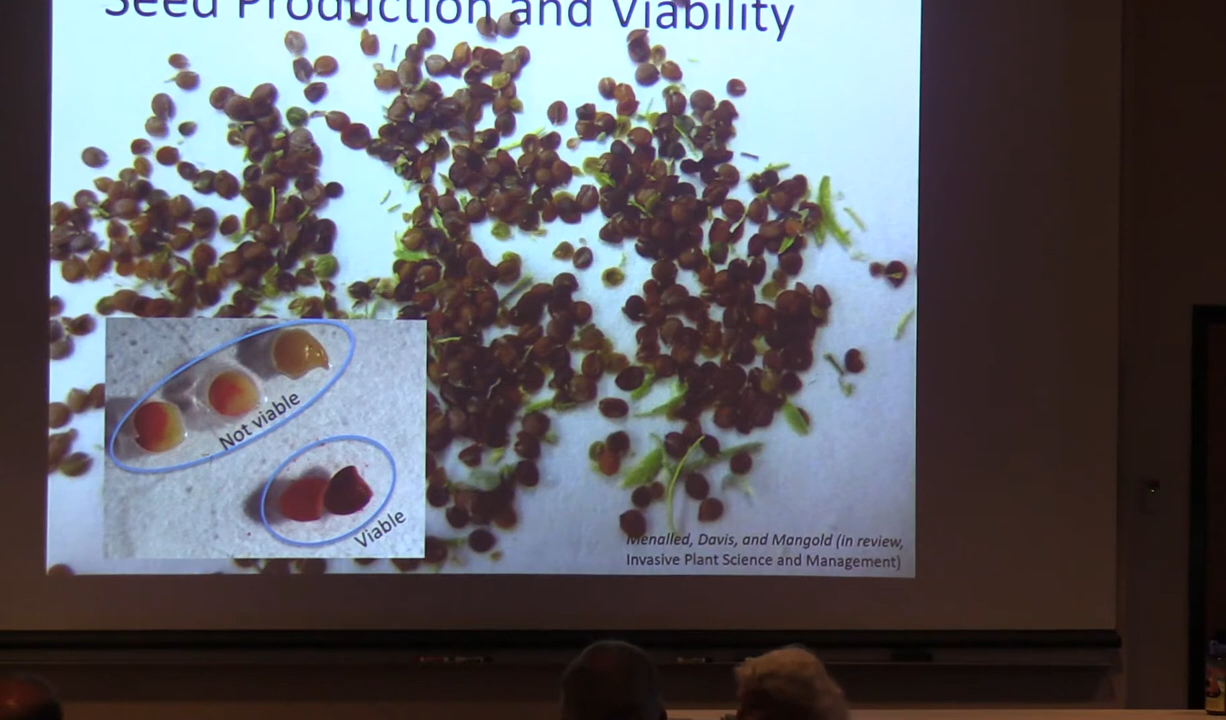 Seed Production and Viability
Not viable
Viable
Menalled, Davis, and Mangold (in review,
Invasive Plant Science and Management)